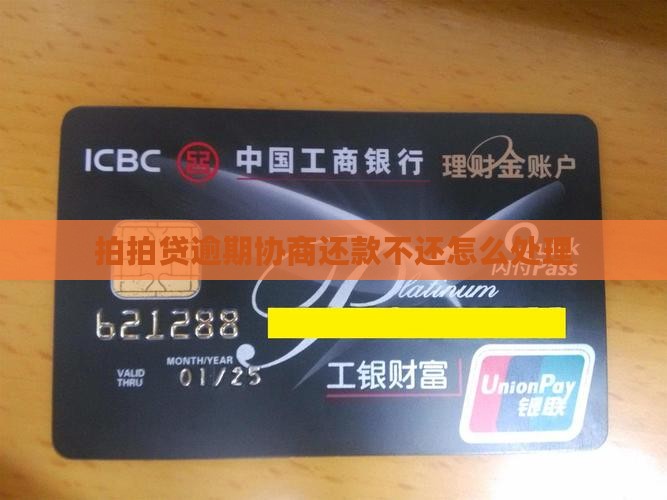 ICBC 中国工商银行 理财金账户
拍拍贷逾期协商还款不还怎么处理
闪付Pass
Platinum
621288
MONTH/YEAR
VALID THRU 01/25
工银财富
UnionPay
银联